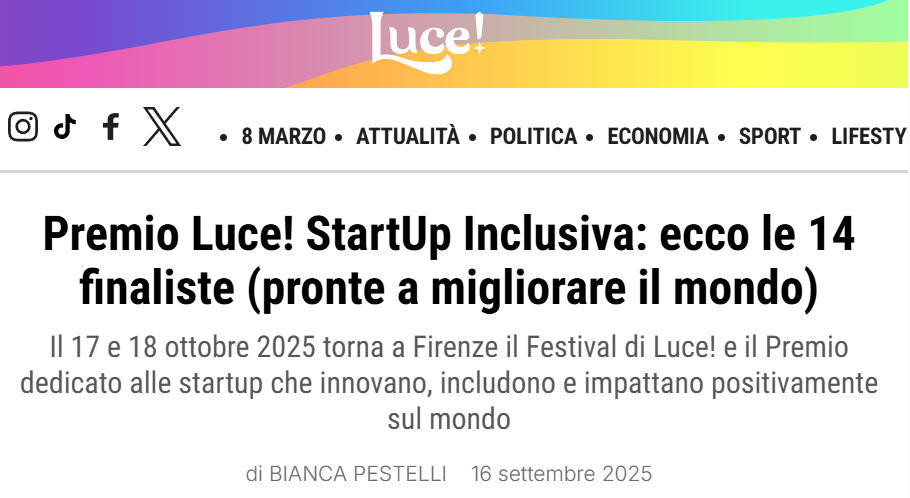 Luce!
• 8 MARZO • ATTUALITÀ • POLITICA • ECONOMIA • SPORT • LIFESTY
Premio Luce! StartUp Inclusiva: ecco le 14
finaliste (pronte a migliorare il mondo)
Il 17 e 18 ottobre 2025 torna a Firenze il Festival di Luce! e il Premio
dedicato alle startup che innovano, includono e impattano positivamente
sul mondo
di BIANCA PESTELLI 16 settembre 2025